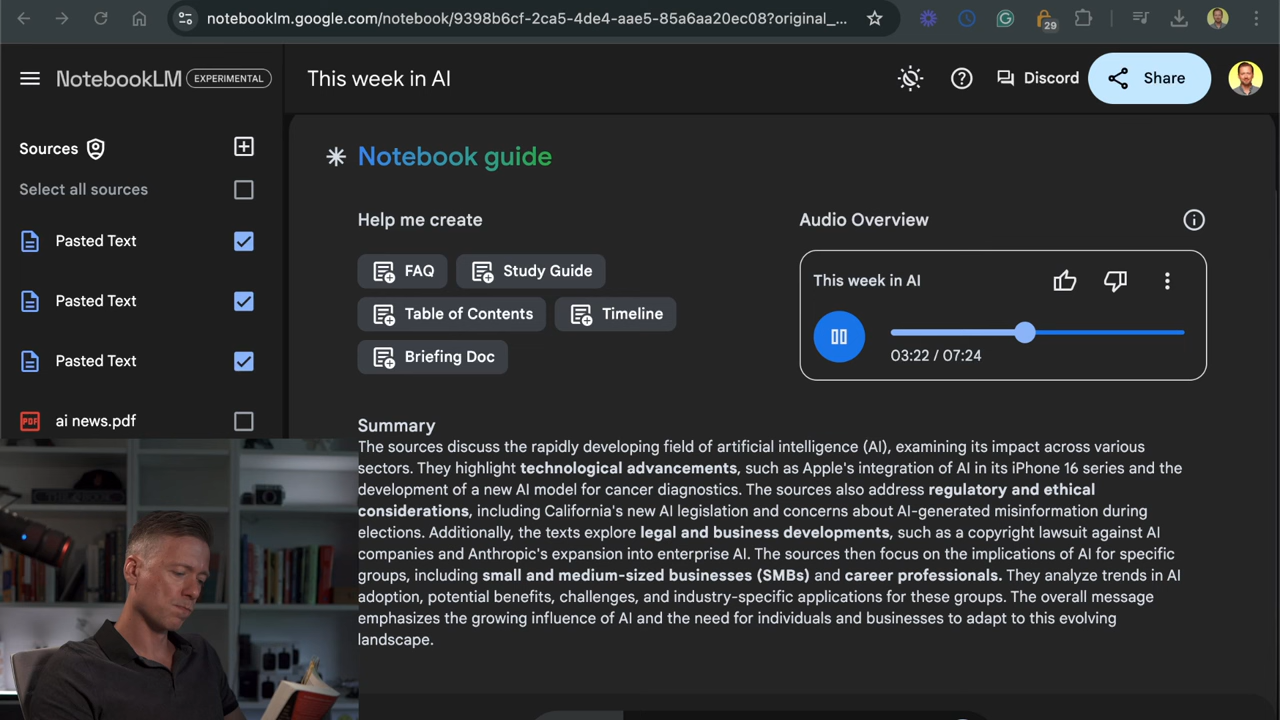 notebooklm.google.com/notebook/9398b6cf-2ca5-4de4-aae5-85a6aa20ec08?original_...
29
NotebookLM EXPERIMENTAL
This week in AI
Discord
Share
Sources
Select all sources
Pasted Text
Pasted Text
Pasted Text
PDF ai news.pdf
Notebook guide
Help me create
FAQ
Study Guide
Table of Contents
Timeline
Briefing Doc
Audio Overview
This week in AI
03:22 / 07:24
Summary
The sources discuss the rapidly developing field of artificial intelligence (AI), examining its impact across various
sectors. They highlight technological advancements, such as Apple's integration of AI in its iPhone 16 series and the
development of a new AI model for cancer diagnostics. The sources also address regulatory and ethical
considerations, including California's new AI legislation and concerns about AI-generated misinformation during
elections. Additionally, the texts explore legal and business developments, such as a copyright lawsuit against AI
companies and Anthropic's expansion into enterprise AI. The sources then focus on the implications of AI for specific
groups, including small and medium-sized businesses (SMBs) and career professionals. They analyze trends in AI
adoption, potential benefits, challenges, and industry-specific applications for these groups. The overall message
emphasizes the growing influence of AI and the need for individuals and businesses to adapt to this evolving
landscape.